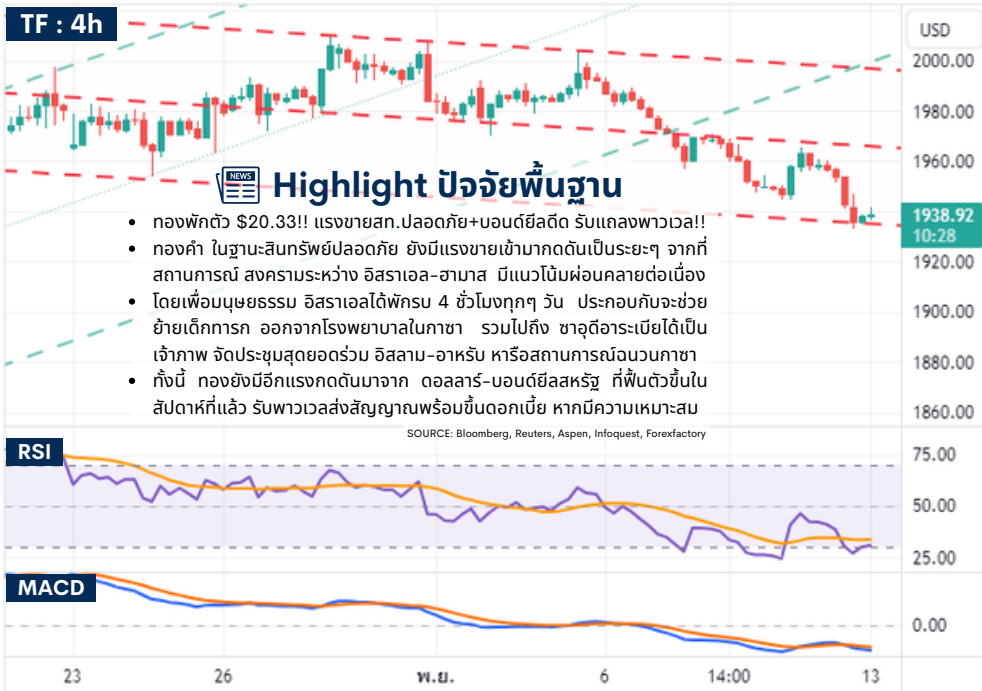 TF : 4h
USD
2000.00
1980.00
1960.00
1938.92
10:28
1920.00
1900.00
1880.00
1860.00
NEWS
Highlight ปัจจัยพื้นฐาน
• ทองพักตัว $20.33!! แรงขายสท.ปลอดภัย+บอนด์ยีลดีด รับแถลงพาวเวล!!
• ทองคำ ในฐานะสินทรัพย์ปลอดภัย ยังมีแรงขายเข้ามากดดันเป็นระยะๆ จากที่
สถานการณ์ สงครามระหว่าง อิสราเอล-ฮามาส มีแนวโน้มผ่อนคลายต่อเนื่อง
• โดยเพื่อมนุษยธรรม อิสราเอลได้พักรบ 4 ชั่วโมงทุกๆ วัน ประกอบกับจะช่วย
ย้ายเด็กทารก ออกจากโรงพยาบาลในกาซา รวมไปถึง ซาอุดีอาระเบียได้เป็น
เจ้าภาพ จัดประชุมสุดยอดร่วม อิสลาม-อาหรับ หารือสถานการณ์ฉนวนกาซา
• ทั้งนี้ ทองยังมีอีกแรงกดดันมาจาก ดอลลาร์-บอนด์ยีลสหรัฐ ที่ฟื้นตัวขึ้นใน
สัปดาห์ที่แล้ว รับพาวเวลส่งสัญญาณพร้อมขึ้นดอกเบี้ย หากมีความเหมาะสม
SOURCE: Bloomberg, Reuters, Aspen, Infoquest, Forexfactory
RSI
75.00
50.00
25.00
MACD
0.00
23 26 พ.ย. 6 14:00 13